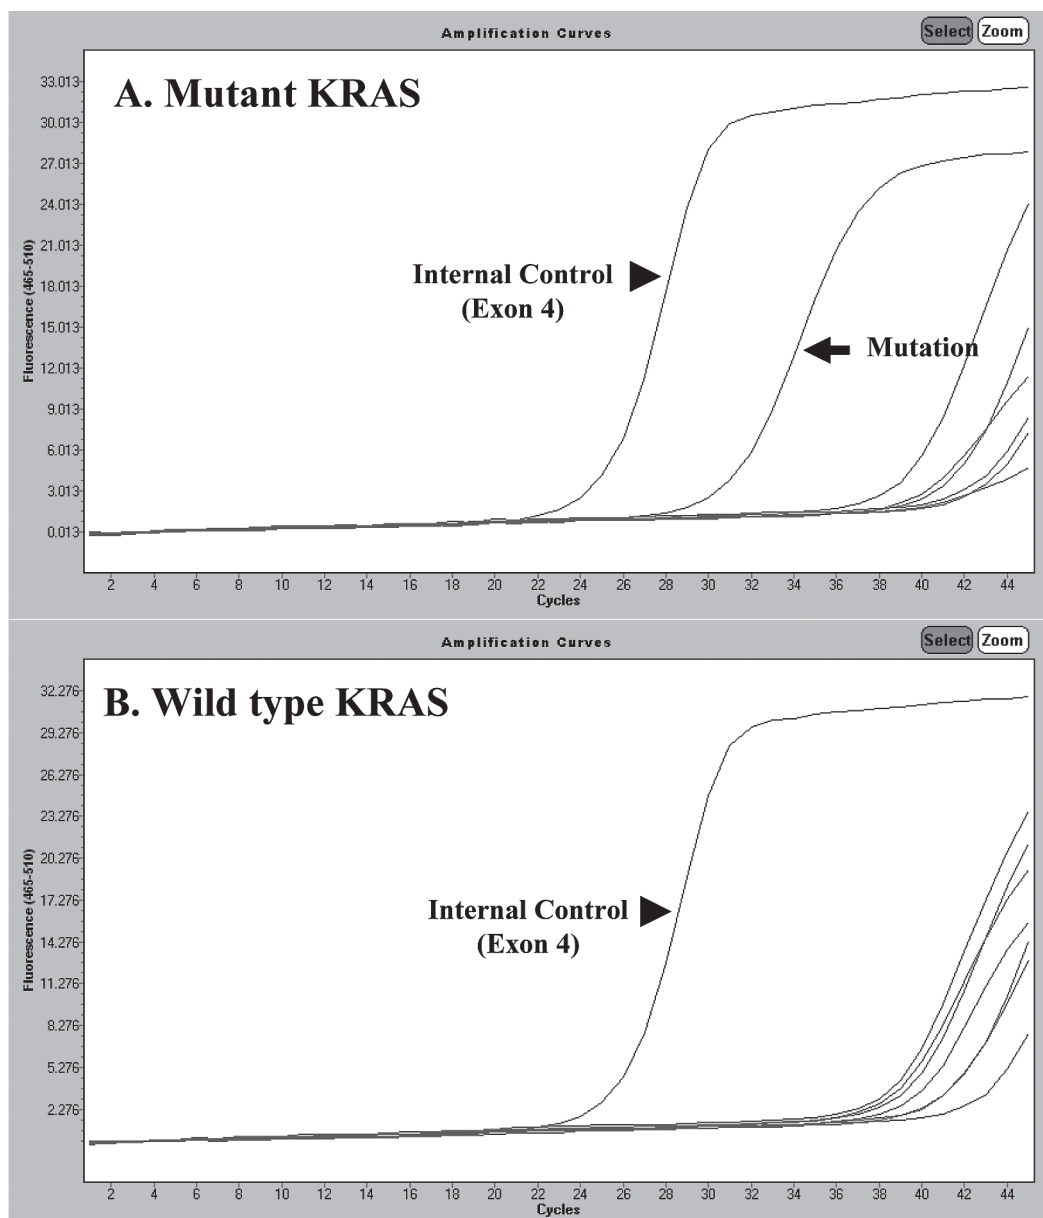 Amplification Curves
Select Zoom
A. Mutant KRAS
33.013
30.013
27.013
24.013
21.013
18.013
15.013
12.013
9.013
6.013
3.013
0.013
Fluorescence (465-510)
Internal Control
(Exon 4)
Mutation
2 4 6 8 10 12 14 16 18 20 22 24 26 28 30 32 34 36 38 40 42 44
Cycles
Amplification Curves
Select Zoom
B. Wild type KRAS
32.276
29.276
26.276
23.276
20.276
17.276
14.276
11.276
8.276
5.276
2.276
Fluorescence (465-510)
Internal Control
(Exon 4)
2 4 6 8 10 12 14 16 18 20 22 24 26 28 30 32 34 36 38 40 42 44
Cycles